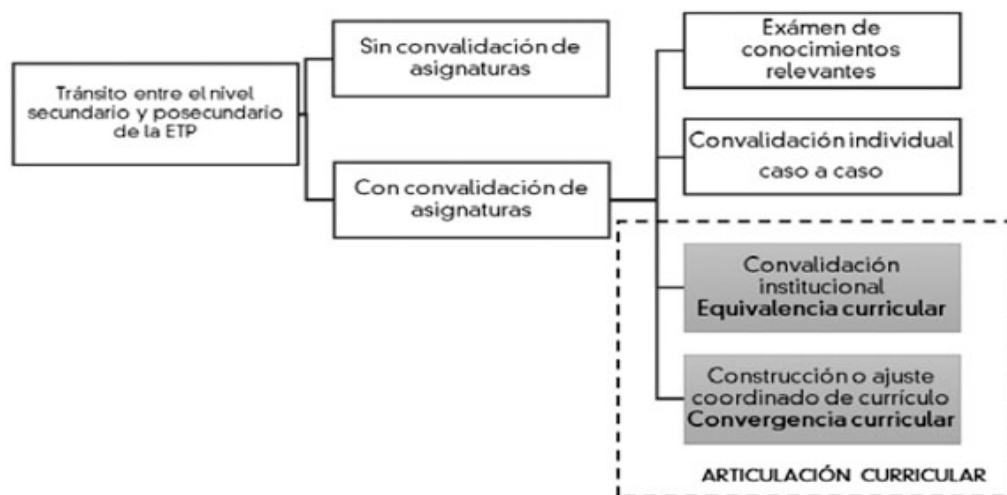 Tránsito entre el nivel
secundario y posecundario
de la ETP
Sin convalidación de
asignaturas
Con convalidación de
asignaturas
Exámen de
conocimientos
relevantes
Convalidación individual
caso a caso
Convalidación
institucional
Equivalencia curricular
Construcción o ajuste
coordinado de currículo
Convergencia curricular
ARTICULACIÓN CURRICULAR